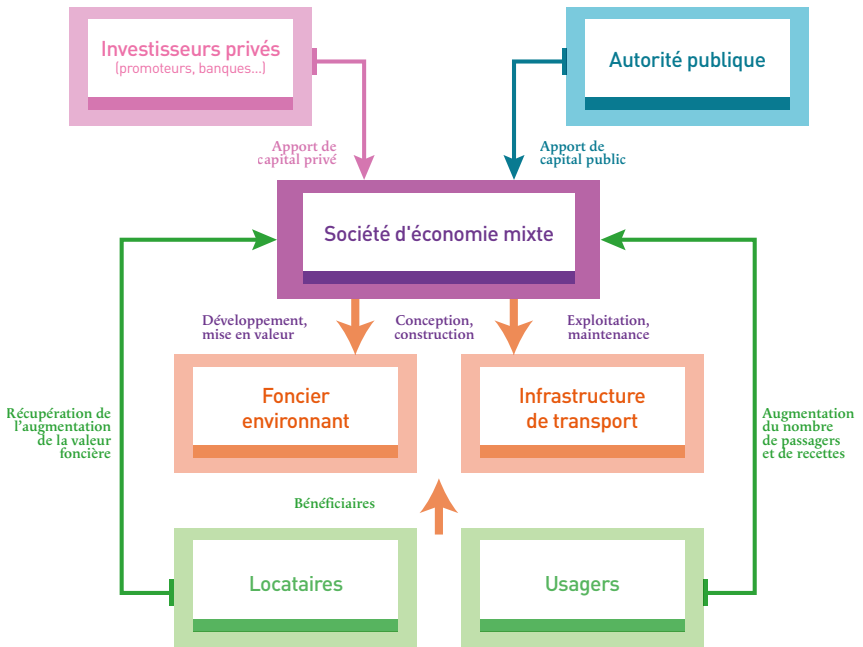 Investisseurs privés
(promoteurs, banques...)
Autorité publique
Apport de
capital privé
Apport de
capital public
Société d'économie mixte
Développement,
mise en valeur
Conception,
construction
Exploitation,
maintenance
Foncier
environnant
Infrastructure
de transport
Récupération de
l'augmentation
de la valeur
foncière
Augmentation
du nombre
de passagers
et de recettes
Bénéficiaires
Locataires
Usagers